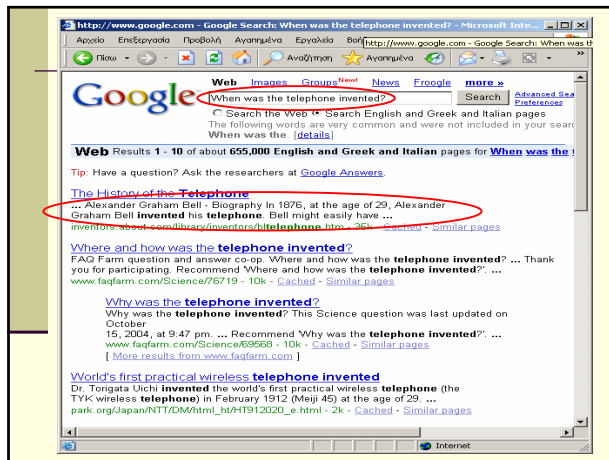 http://www.google.com - Google Search: When was the telephone invented? - Microsoft Inte...
Αρχείο Επεξεργασία Προβολή Αγαπημένα Εργαλεία
http://www.google.com - Google Search: When was th
Πίσω Αναζήτηση Αγαπημένα
Web Images Groups New! News Froogle more »
Google
When was the telephone invented? Search Advanced Sea
Preferences
Search the Web Search English and Greek and Italian pages
The following words are very common and were not included in your sear
When was the. [details]
Web Results 1 - 10 of about 655,000 English and Greek and Italian pages for When was the
Tip: Have a question? Ask the researchers at Google Answers.
The History of the Telephone
... Alexander Graham Bell - Biography In 1876, at the age of 29, Alexander
Graham Bell invented his telephone. Bell might easily have ...
inventors.about.com/library/inventors/bltelephone.htm - 35k - Cached - Similar pages
Where and how was the telephone invented?
FAQ Farm question and answer co-op. Where and how was the telephone invented? ... Thank
you for participating. Recommend 'Where and how was the telephone invented?'. ...
www.faqfarm.com/Science/76719 - 10k - Cached - Similar pages
Why was the telephone invented?
Why was the telephone invented? This Science question was last updated on
October
15, 2004, at 9:47 pm. ... Recommend 'Why was the telephone invented?'. ...
www.faqfarm.com/Science/69568 - 10k - Cached - Similar pages
[ More results from www.faqfarm.com ]
World's first practical wireless telephone invented
Dr. Torigata Uichi invented the world's first practical wireless telephone (the
TYK wireless telephone) in February 1912 (Meiji 45) at the age of 29. ...
park.org/Japan/NTT/DM/html_ht/HT912020_e.html - 2k - Cached - Similar pages
Internet